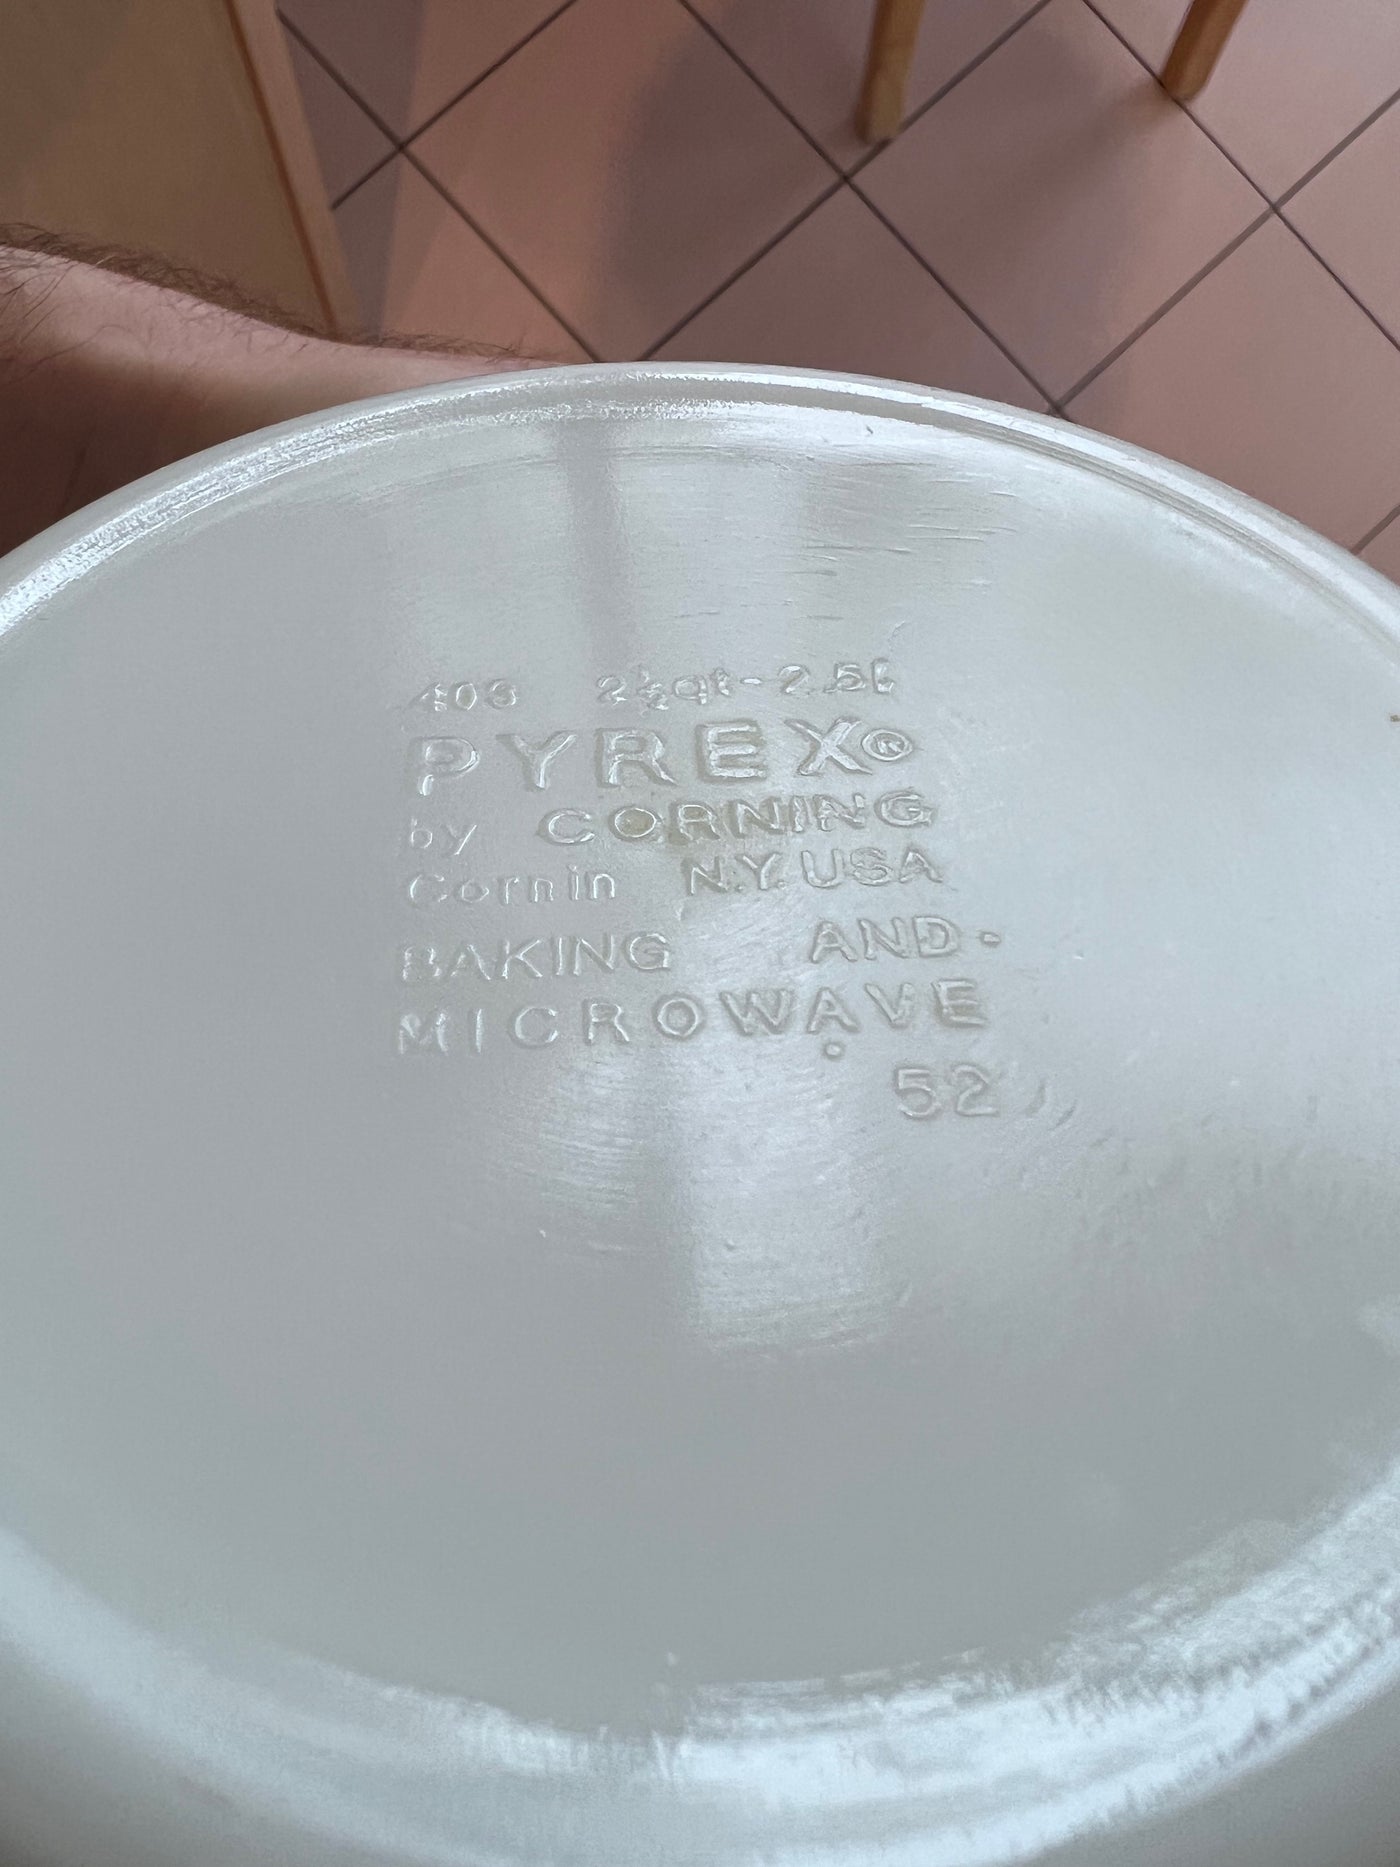 403 2½qt-2.5l
PYREX®
by CORNING
Cornin N.Y. USA
BAKING AND
MICROWAVE
52